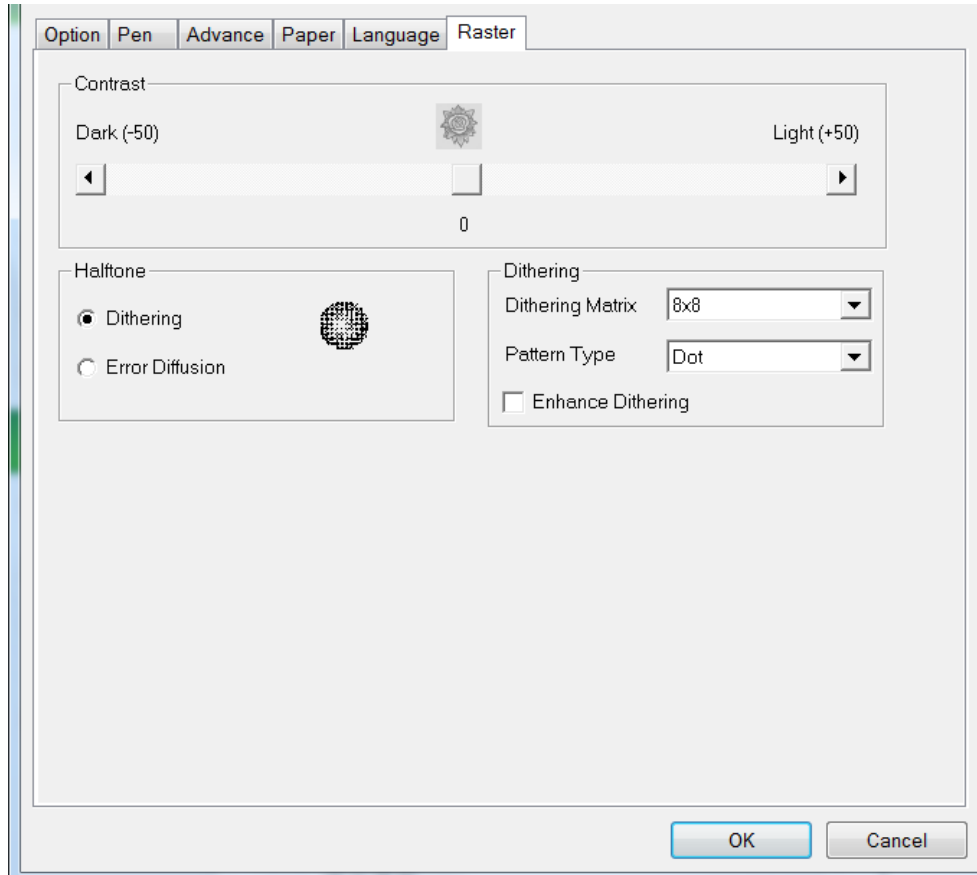 Option Pen Advance Paper Language Raster
Contrast
Dark (-50) Light (+50)
0
Halftone
Dithering
Error Diffusion
Dithering
Dithering Matrix 8x8
Pattern Type Dot
Enhance Dithering
OK Cancel